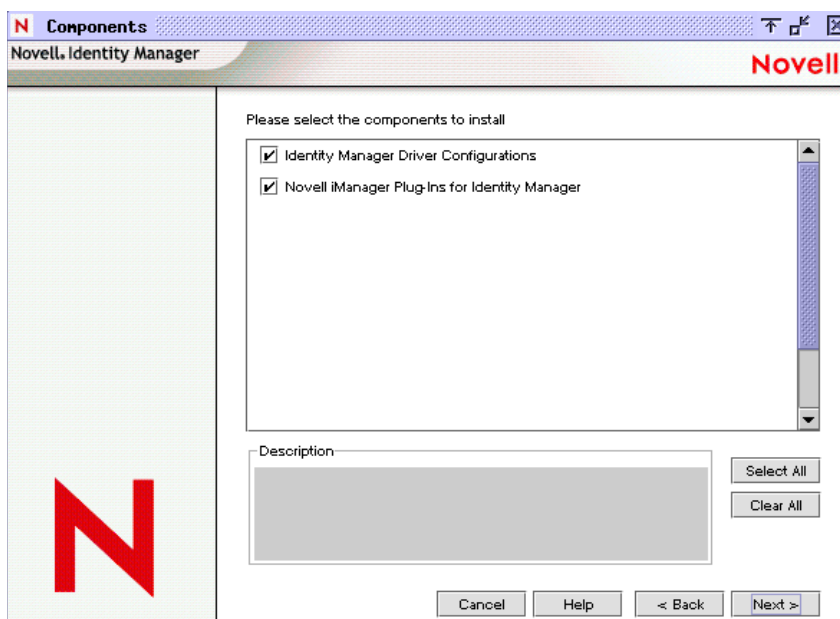 N Components
Novell® Identity Manager
Novell
Please select the components to install
Identity Manager Driver Configurations
Novell iManager Plug-Ins for Identity Manager
Description
Select All
Clear All
N
Cancel
Help
< Back
Next >